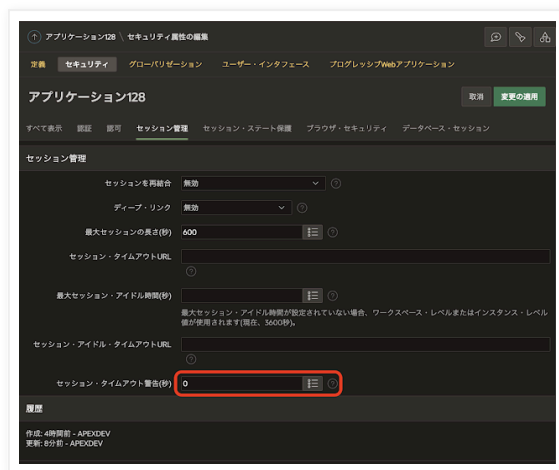 アプリケーション128 \ セキュリティ属性の編集
定義 セキュリティ グローバリゼーション ユーザー・インタフェース プログレッシブWebアプリケーション
アプリケーション128 取消 変更の適用
すべて表示 認証 認可 セッション管理 セッション・ステート保護 ブラウザ・セキュリティ データベース・セッション
セッション管理
セッションを再結合 無効
ディープ・リンク 無効
最大セッションの長さ(秒) 600
セッション・タイムアウトURL
最大セッション・アイドル時間(秒)
最大セッション・アイドル時間が設定されていない場合、ワークスペース・レベルまたはインスタンス・レベル
値が使用されます(現在、3600秒)。
セッション・アイドル・タイムアウトURL
セッション・タイムアウト警告(秒) 0
履歴
作成: 4時間前 - APEXDEV
更新: 8分前 - APEXDEV